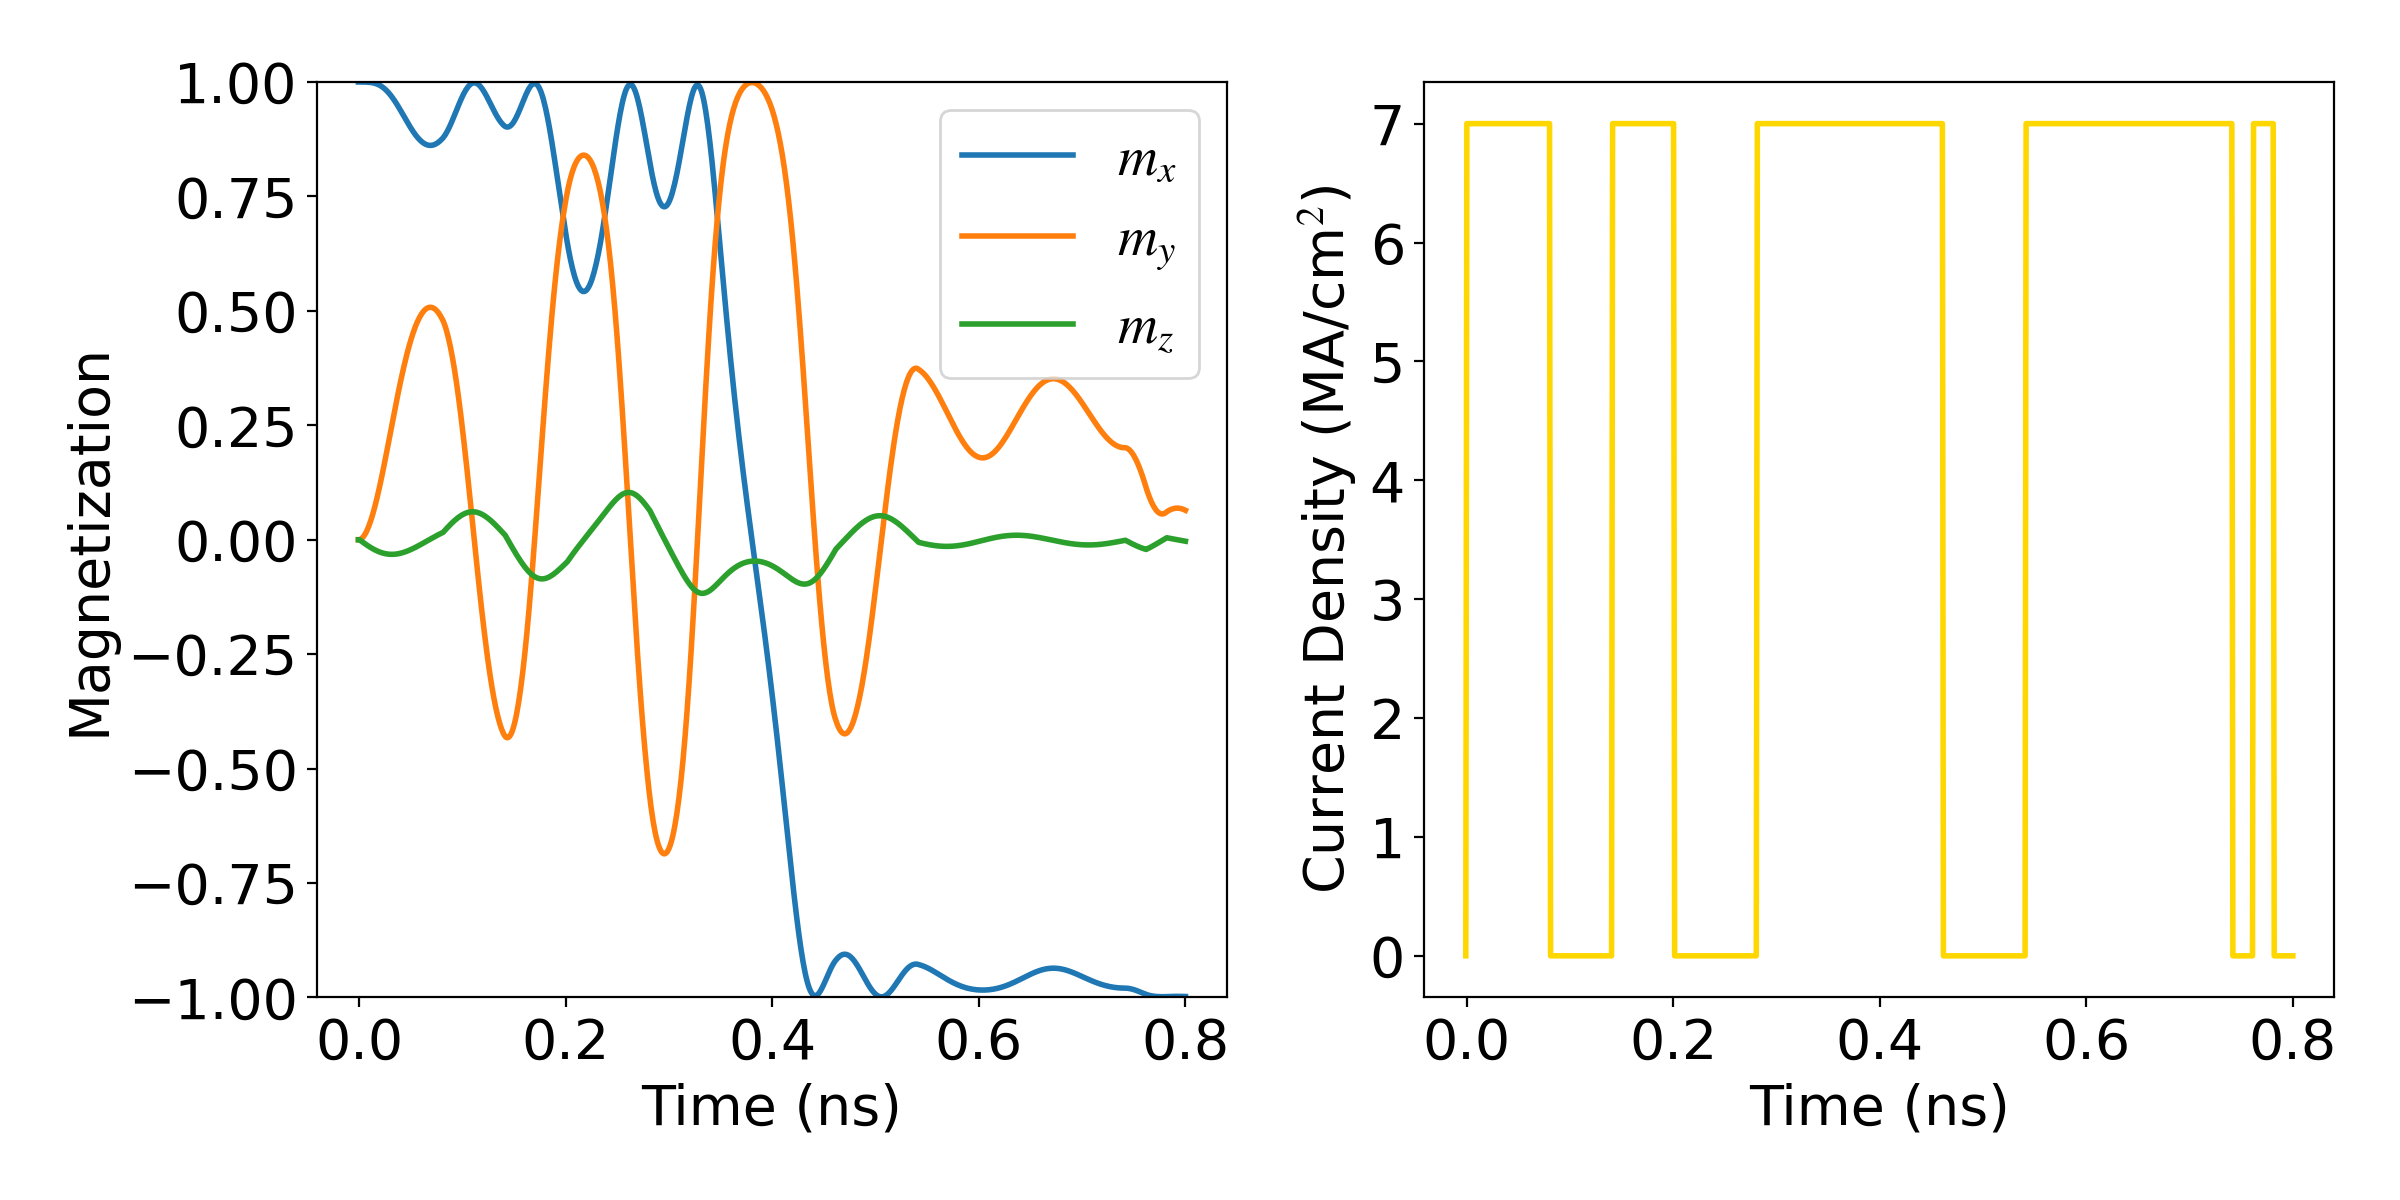 1.00
0.75
0.50
0.25
0.00
−0.25
−0.50
−0.75
−1.00
Magnetization
0.0 0.2 0.4 0.6 0.8
Time (ns)
m_x
m_y
m_z
7
6
5
4
3
2
1
0
Current Density (MA/cm²)
0.0 0.2 0.4 0.6 0.8
Time (ns)